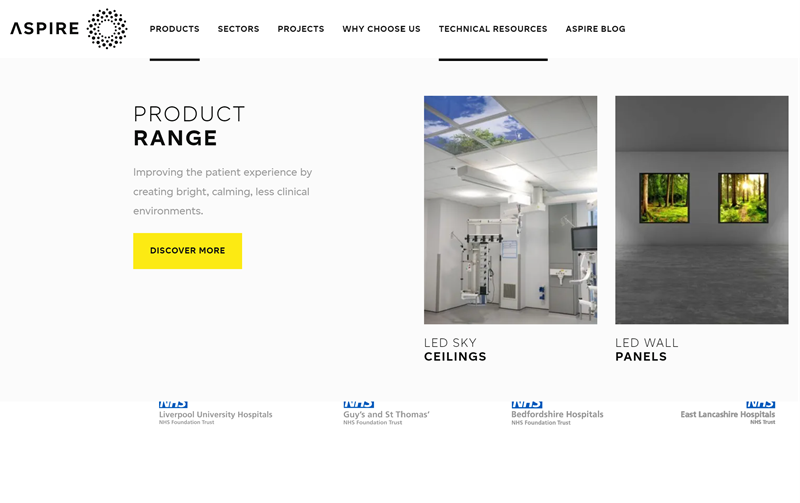 ASPIRE
PRODUCTS SECTORS PROJECTS WHY CHOOSE US TECHNICAL RESOURCES ASPIRE BLOG
PRODUCT
RANGE
Improving the patient experience by
creating bright, calming, less clinical
environments.
DISCOVER MORE
LED SKY
CEILINGS
LED WALL
PANELS
NHS
Liverpool University Hospitals
NHS Foundation Trust
NHS
Guy's and St Thomas'
NHS Foundation Trust
NHS
Bedfordshire Hospitals
NHS Foundation Trust
NHS
East Lancashire Hospitals
NHS Trust